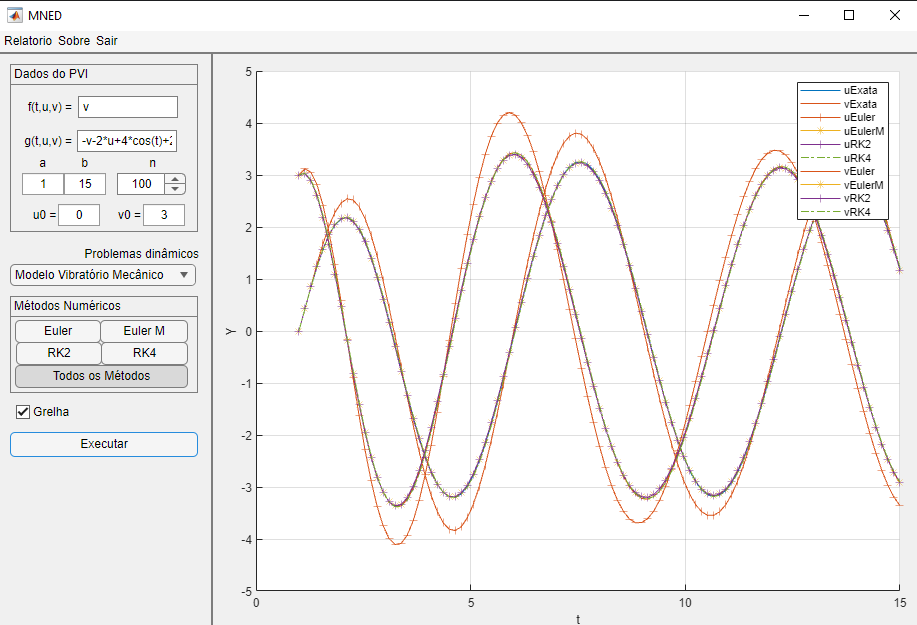 MNED
Relatorio Sobre Sair
Dados do PVI
f(t,u,v) = v
g(t,u,v) = -v-2*u+4*cos(t)+2
a b n
1 15 100
u0 = 0 v0 = 3
Problemas dinâmicos
Modelo Vibratório Mecânico
Métodos Numéricos
Euler Euler M
RK2 RK4
Todos os Métodos
Grelha
Executar
5
4
3
2
1
0
-1
-2
-3
-4
-5
Y
0 5 10 15
t
uExata
vExata
uEuler
uEulerM
uRK2
uRK4
vEuler
vEulerM
vRK2
vRK4